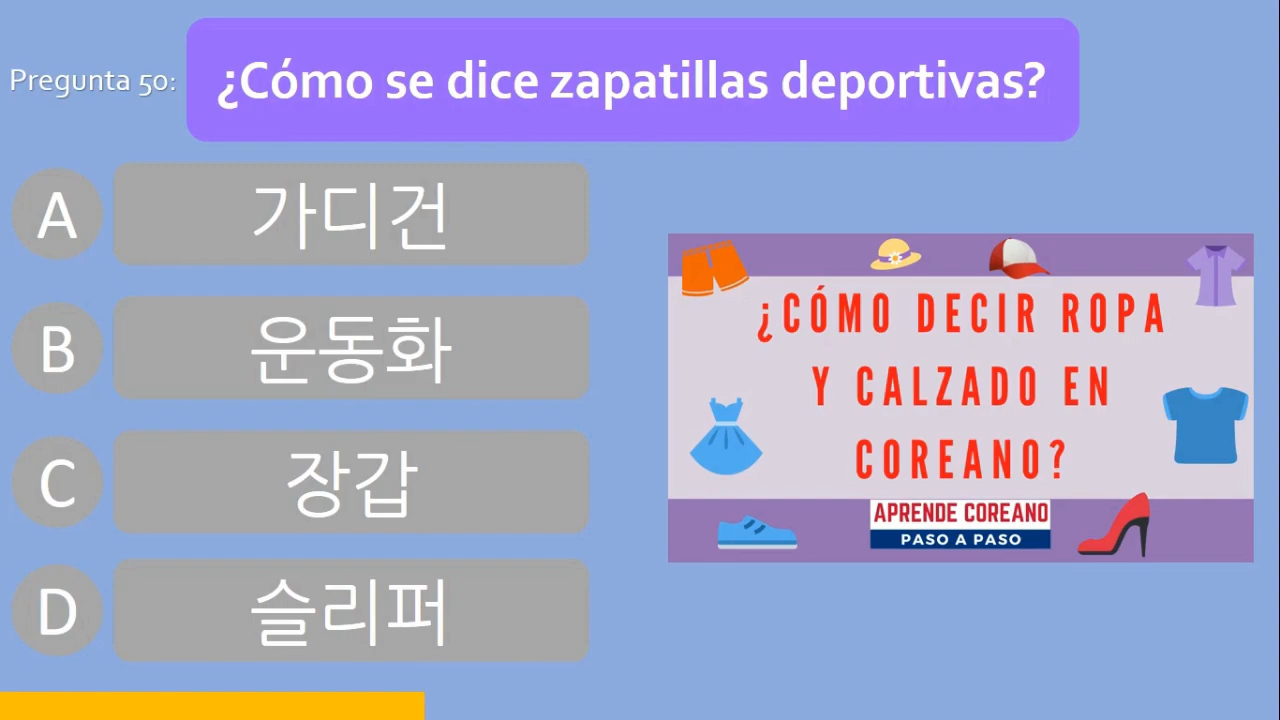 Pregunta 50:
¿Cómo se dice zapatillas deportivas?
A
가디건
B
운동화
C
장갑
D
슬리퍼
¿CÓMO DECIR ROPA
Y CALZADO EN
COREANO?
APRENDE COREANO
PASO A PASO